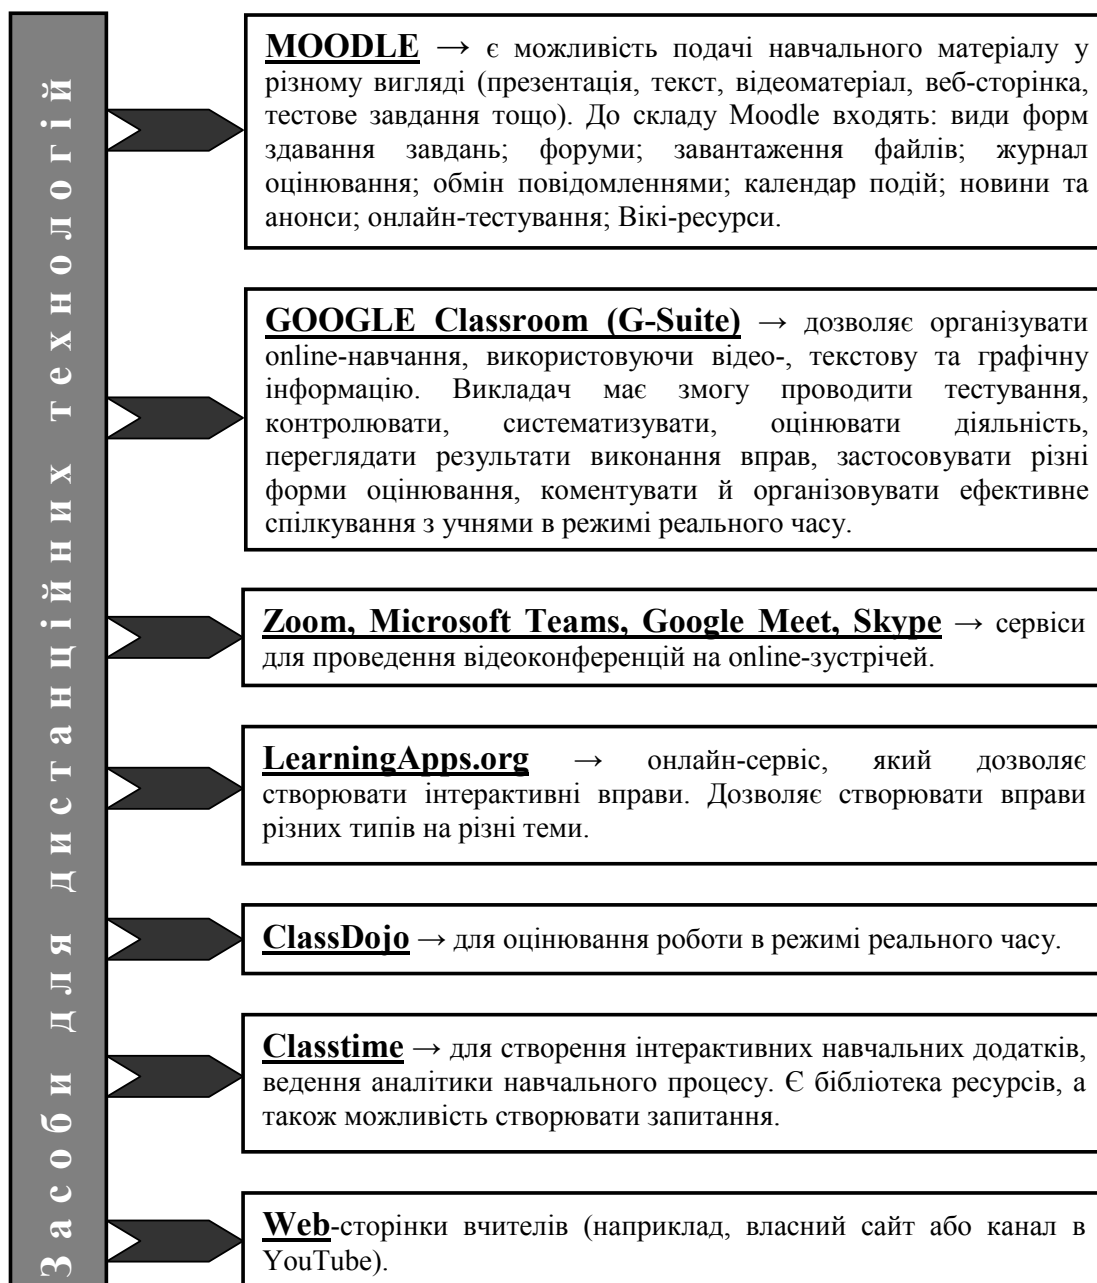 Засоби для дистанційних технологій
MOODLE → є можливість подачі навчального матеріалу у
різному вигляді (презентація, текст, відеоматеріал, веб-сторінка,
тестове завдання тощо). До складу Moodle входять: види форм
здавання завдань; форуми; завантаження файлів; журнал
оцінювання; обмін повідомленнями; календар подій; новини та
анонси; онлайн-тестування; Вікі-ресурси.
GOOGLE Classroom (G-Suite) → дозволяє організувати
online-навчання, використовуючи відео-, текстову та графічну
інформацію. Викладач має змогу проводити тестування,
контролювати, систематизувати, оцінювати діяльність,
переглядати результати виконання вправ, застосовувати різні
форми оцінювання, коментувати й організовувати ефективне
спілкування з учнями в режимі реального часу.
Zoom, Microsoft Teams, Google Meet, Skype → сервіси
для проведення відеоконференцій на online-зустрічей.
LearningApps.org → онлайн-сервіс, який дозволяє
створювати інтерактивні вправи. Дозволяє створювати вправи
різних типів на різні теми.
ClassDojo → для оцінювання роботи в режимі реального часу.
Classtime → для створення інтерактивних навчальних додатків,
ведення аналітики навчального процесу. Є бібліотека ресурсів, а
також можливість створювати запитання.
Web-сторінки вчителів (наприклад, власний сайт або канал в
YouTube).